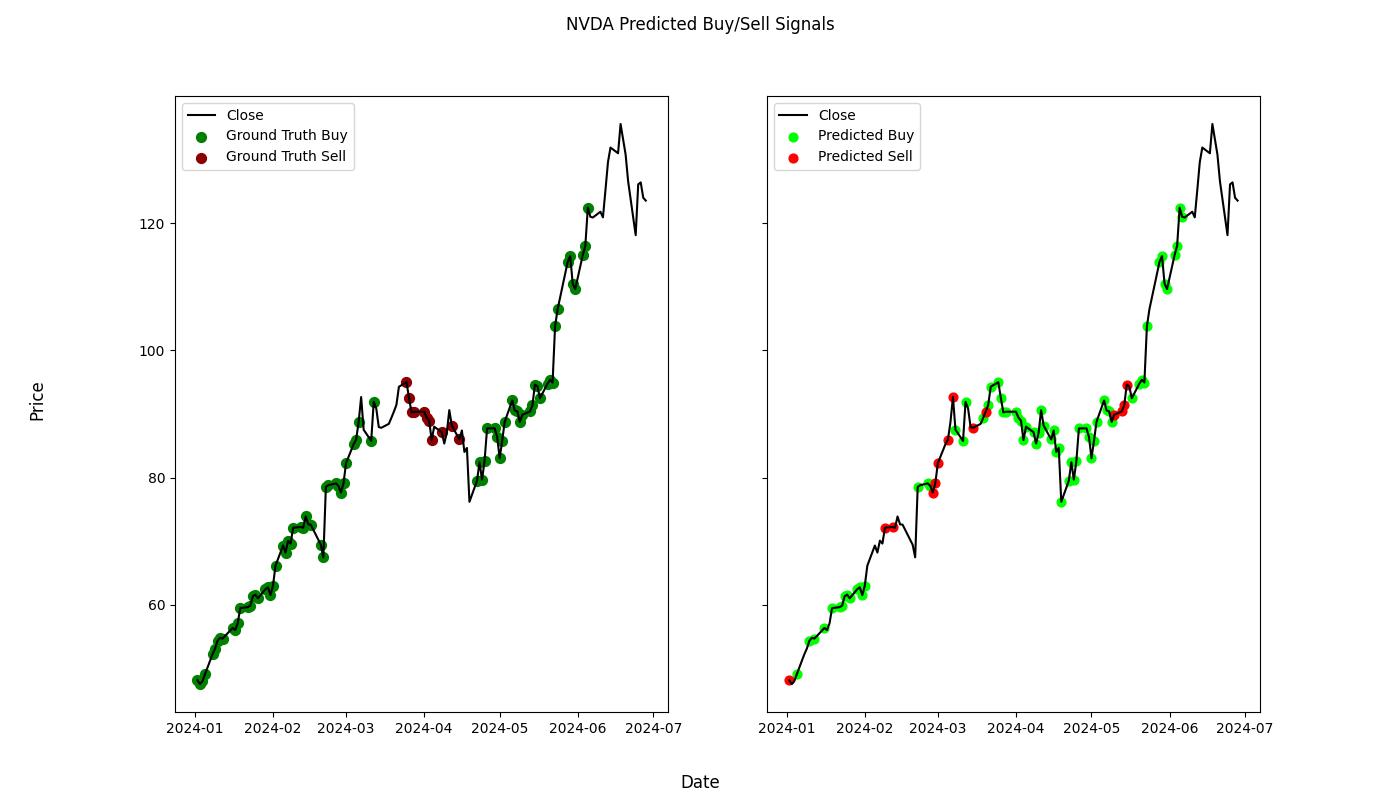 NVDA Predicted Buy/Sell Signals
Close
Ground Truth Buy
Ground Truth Sell
Close
Predicted Buy
Predicted Sell
120
100
80
60
Price
2024-01 2024-02 2024-03 2024-04 2024-05 2024-06 2024-07
2024-01 2024-02 2024-03 2024-04 2024-05 2024-06 2024-07
Date